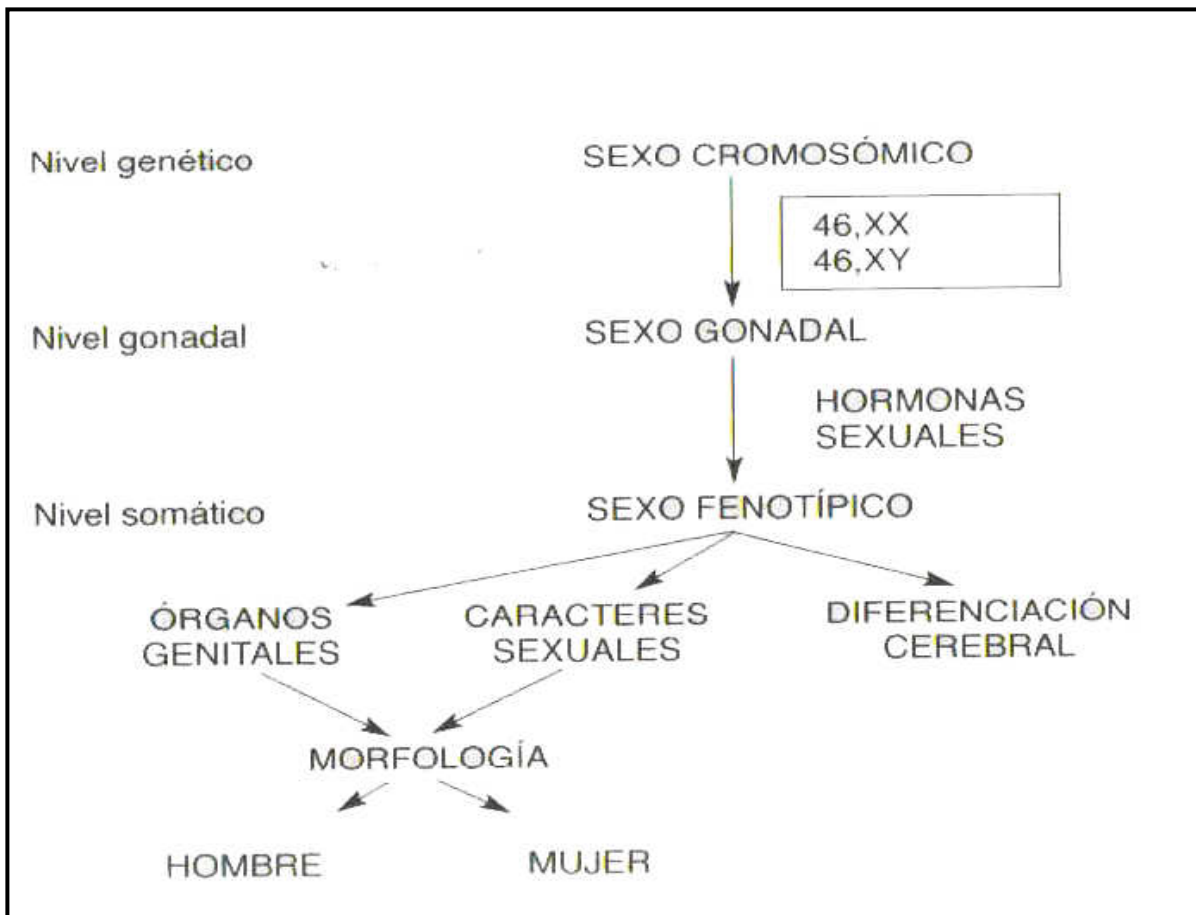 Nivel genético
SEXO CROMOSÓMICO
46,XX
46,XY
Nivel gonadal
SEXO GONADAL
HORMONAS
SEXUALES
Nivel somático
SEXO FENOTÍPICO
ÓRGANOS
GENITALES
CARACTERES
SEXUALES
DIFERENCIACIÓN
CEREBRAL
MORFOLOGÍA
HOMBRE
MUJER